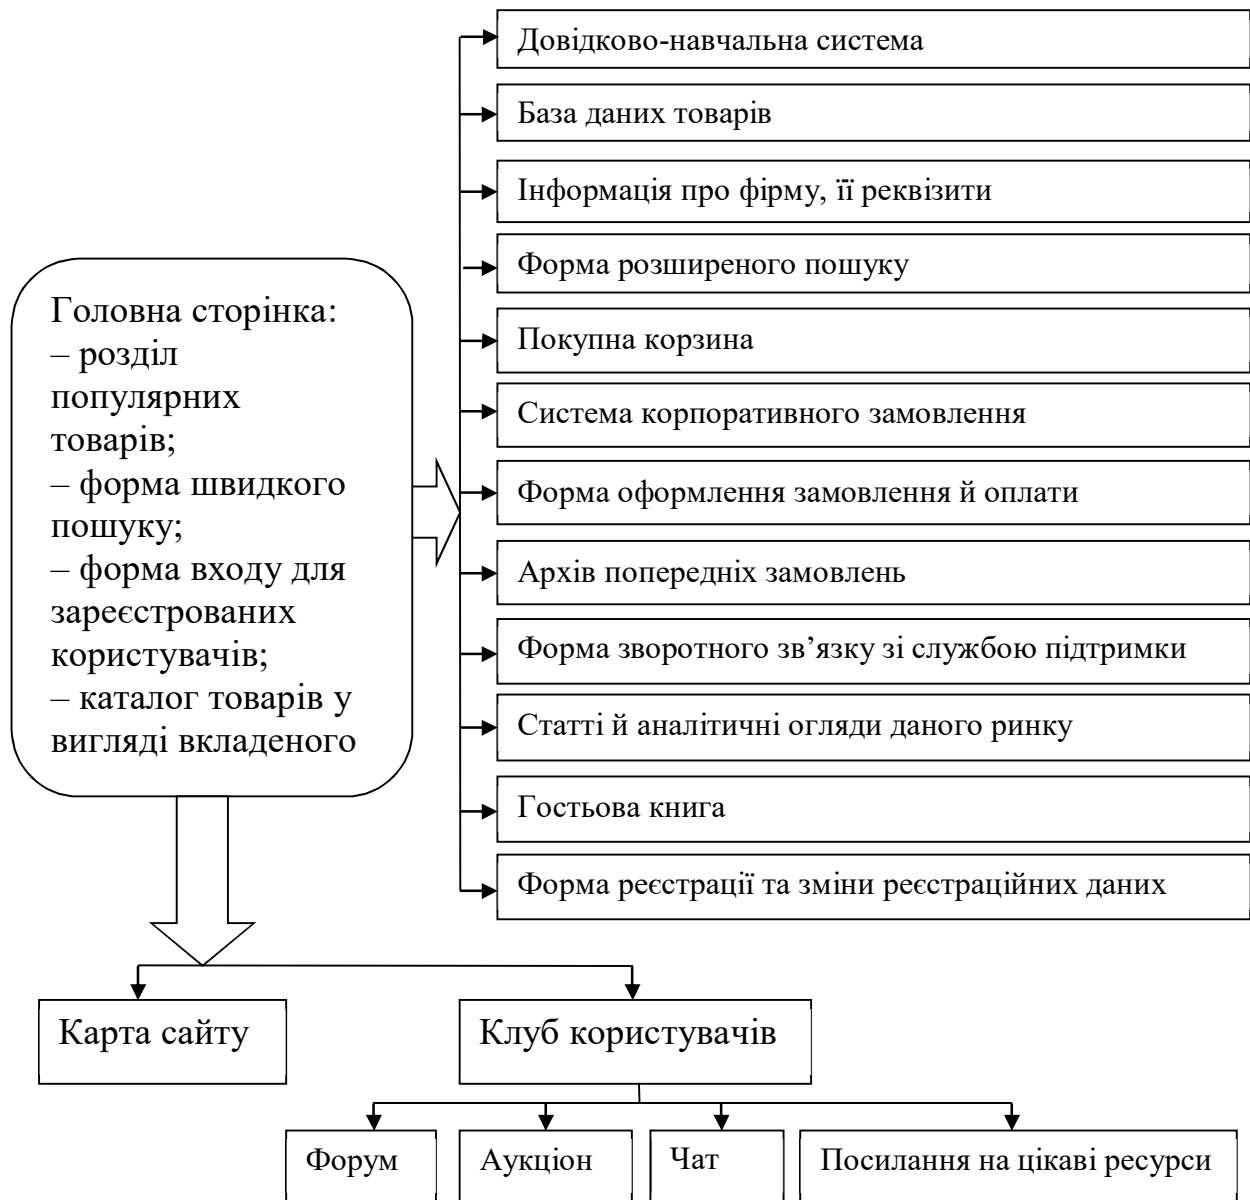 Довідково-навчальна система
База даних товарів
Інформація про фірму, її реквізити
Форма розширеного пошуку
Покупна корзина
Система корпоративного замовлення
Форма оформлення замовлення й оплати
Архів попередніх замовлень
Форма зворотного зв’язку зі службою підтримки
Статті й аналітичні огляди даного ринку
Гостьова книга
Форма реєстрації та зміни реєстраційних даних
Головна сторінка:
– розділ
популярних
товарів;
– форма швидкого
пошуку;
– форма входу для
зареєстрованих
користувачів;
– каталог товарів у
вигляді вкладеного
Карта сайту
Клуб користувачів
Форум
Аукціон
Чат
Посилання на цікаві ресурси